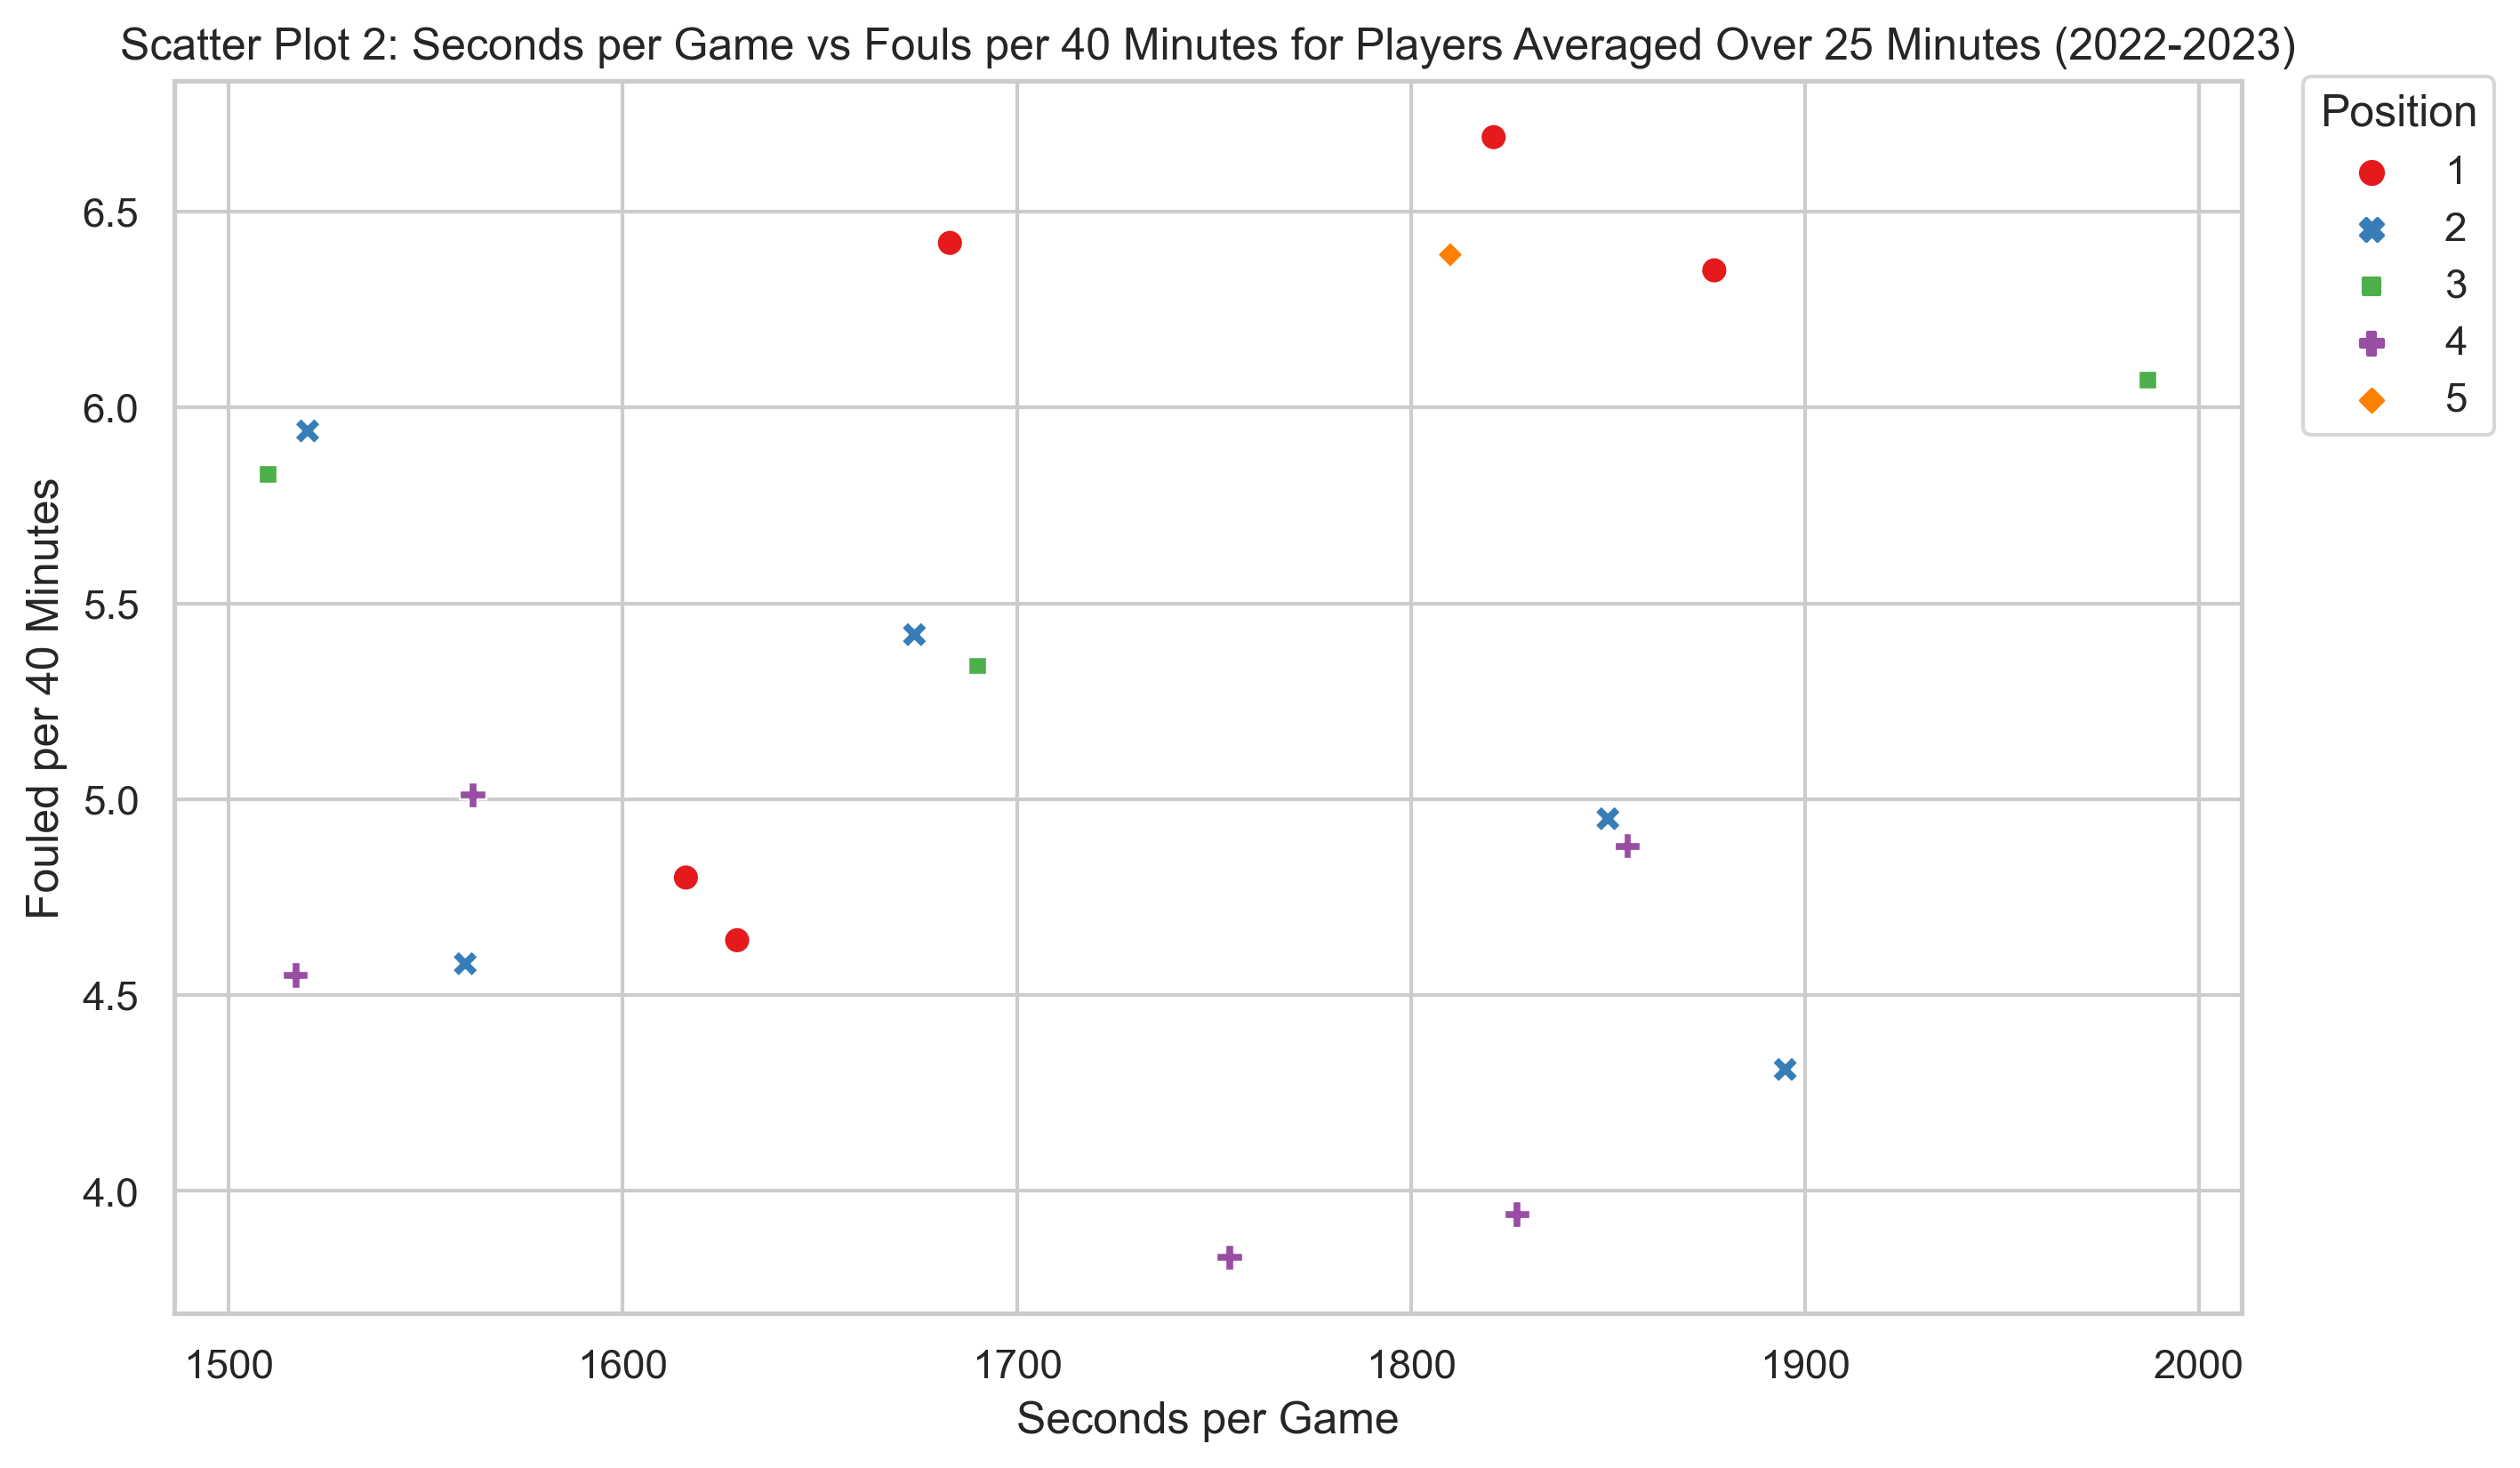 Scatter Plot 2: Seconds per Game vs Fouls per 40 Minutes for Players Averaged Over 25 Minutes (2022-2023)
Position
1
2
3
4
5
Fouled per 40 Minutes
6.5
6.0
5.5
5.0
4.5
4.0
1500 1600 1700 1800 1900 2000
Seconds per Game